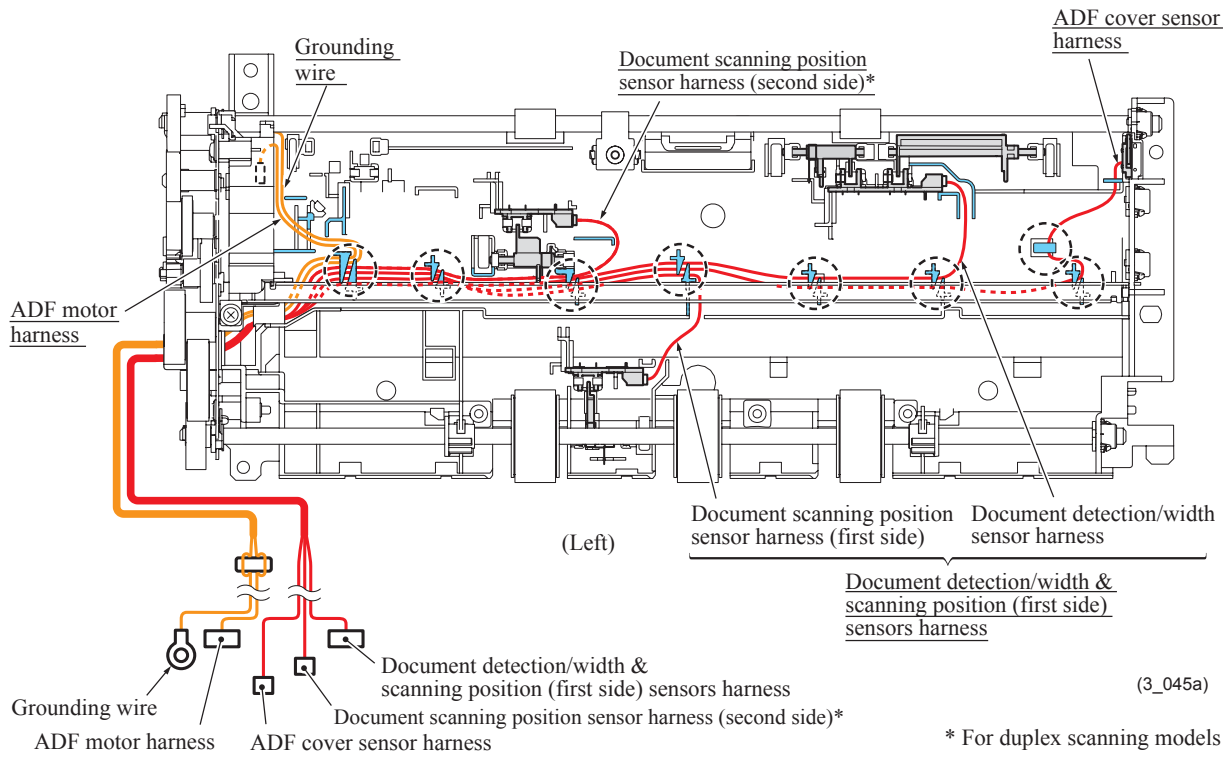 ADF cover sensor
harness
Grounding
wire
Document scanning position
sensor harness (second side)*
ADF motor
harness
Document scanning position
sensor harness (first side)
Document detection/width
sensor harness
(Left)
Document detection/width &
scanning position (first side)
sensors harness
Document detection/width &
scanning position (first side) sensors harness
(3_045a)
Grounding wire
Document scanning position sensor harness (second side)*
ADF motor harness
ADF cover sensor harness
* For duplex scanning models